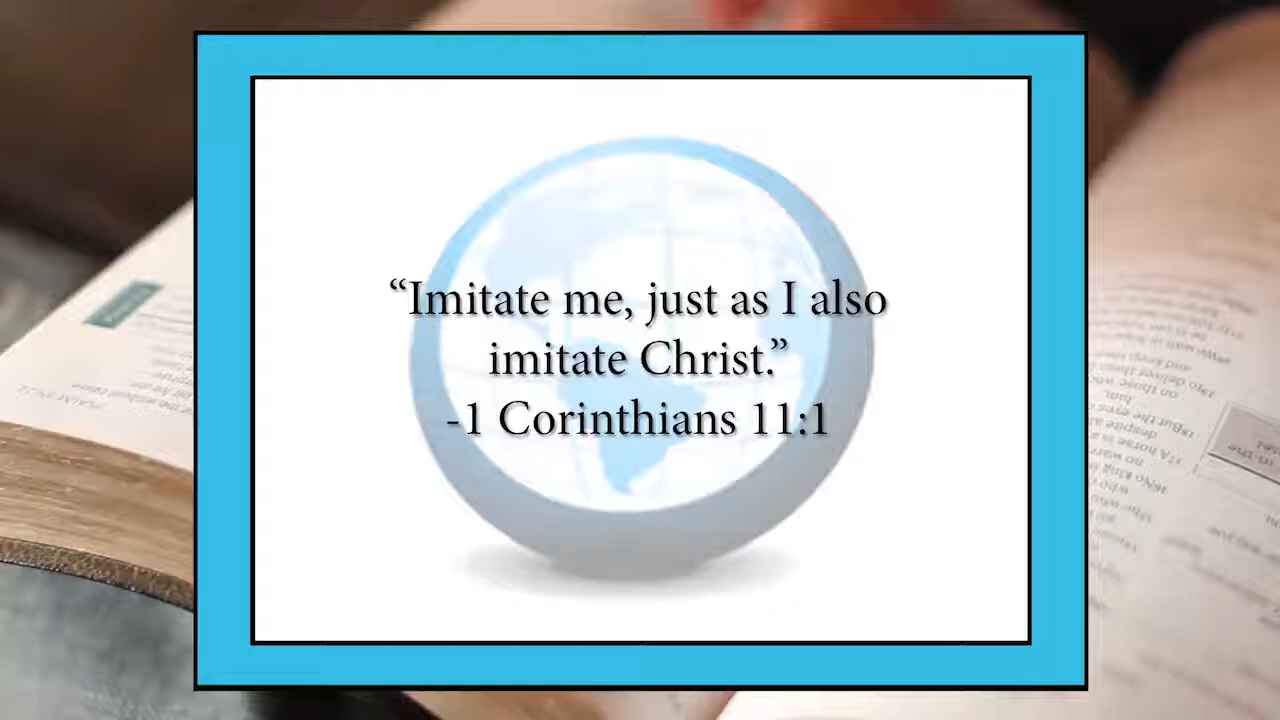 “Imitate me, just as I also
imitate Christ.”
-1 Corinthians 11:1